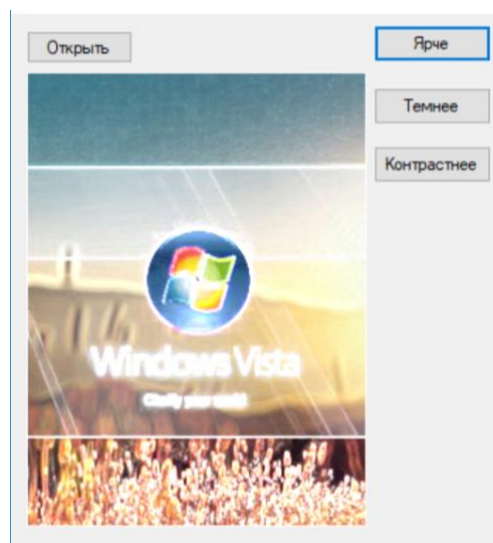 Открыть
Ярче
Темнее
Контрастнее
Windows Vista